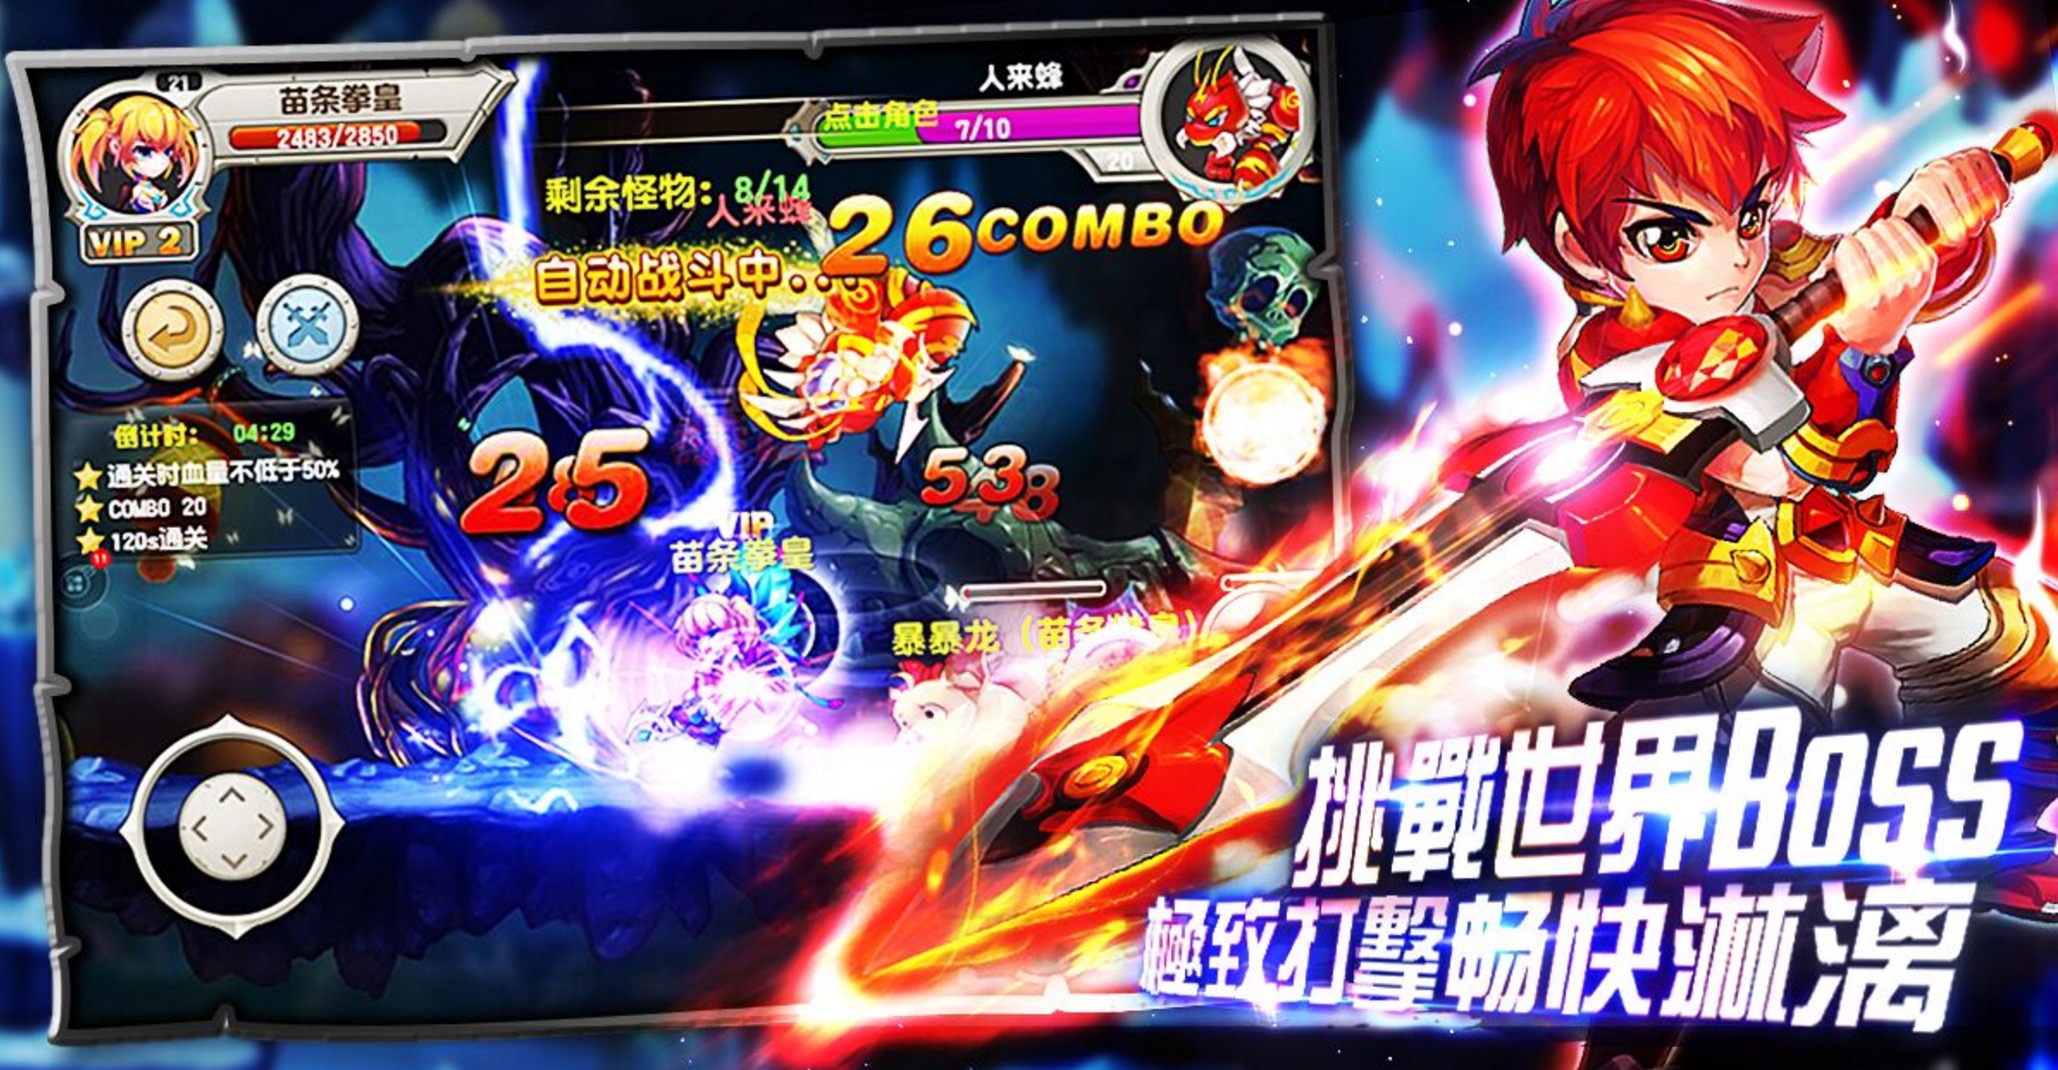 21
苗条拳皇
2483/2850
VIP 2
人来蜂
点击角色
7/10
20
剩余怪物: 8/14
人来蜂
26COMBO
自动战斗中...
倒计时: 04:29
通关时血量不低于50%
COMBO 20
120s通关
11
VIP
苗条拳皇
暴暴龙
挑戰世界Boss
極致打擊畅快淋漓